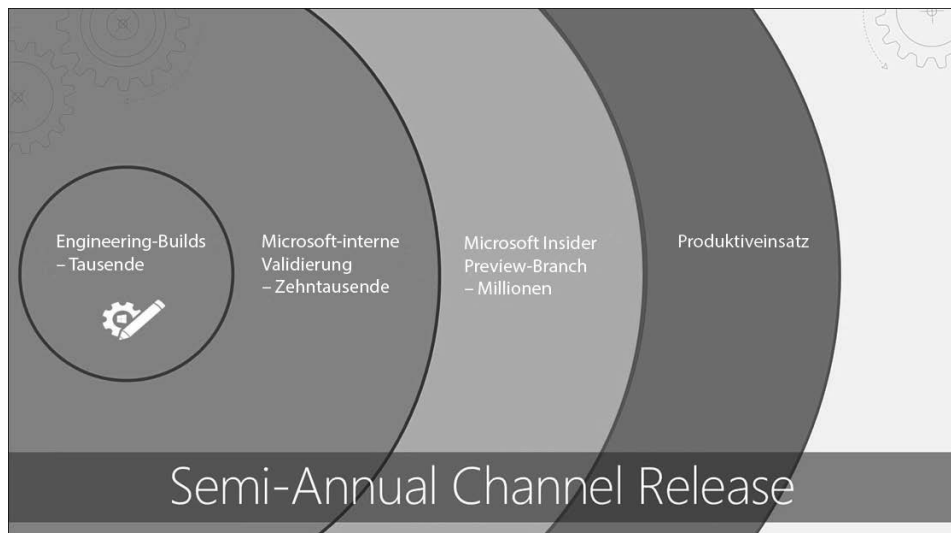 Engineering-Builds
– Tausende
Microsoft-interne
Validierung
– Zehntausende
Microsoft Insider
Preview-Branch
– Millionen
Produktiveinsatz
Semi-Annual Channel Release